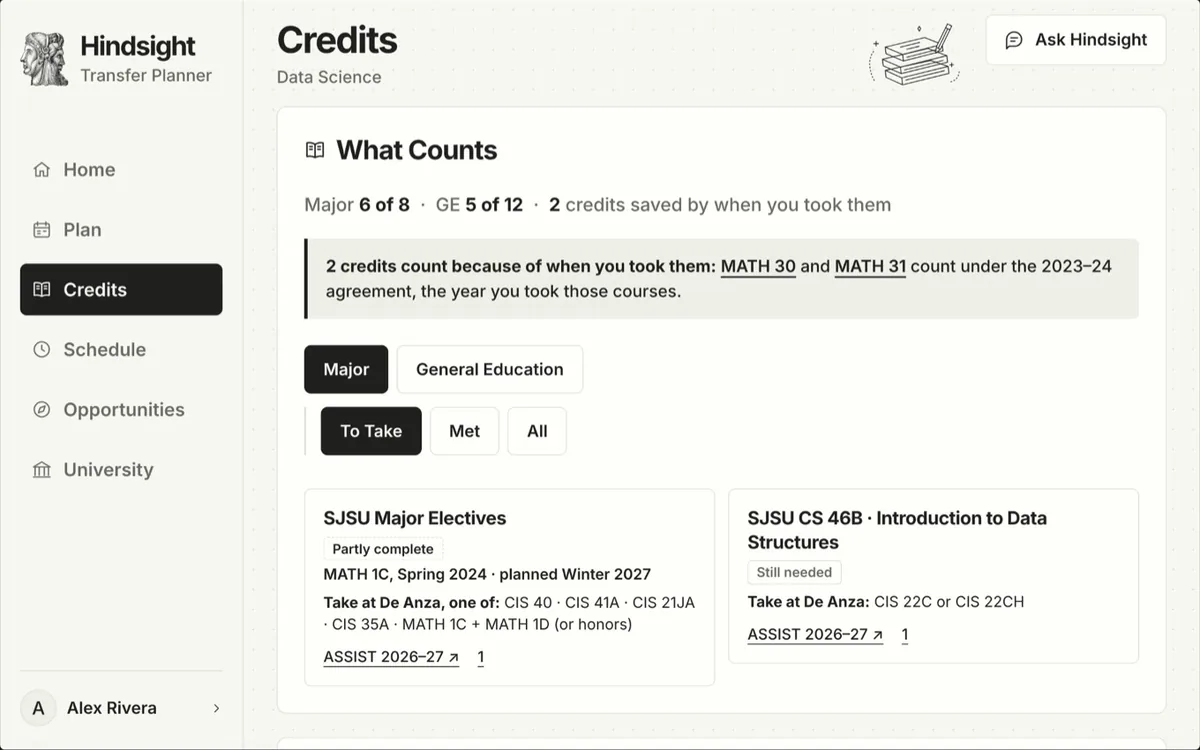 Hindsight
Transfer Planner
Home
Plan
Credits
Schedule
Opportunities
University
A
Alex Rivera
Credits
Data Science
Ask Hindsight
What Counts
Major 6 of 8 · GE 5 of 12 · 2 credits saved by when you took them
2 credits count because of when you took them: MATH 30 and MATH 31 count under the 2023–24
agreement, the year you took those courses.
Major
General Education
To Take
Met
All
SJSU Major Electives
Partly complete
MATH 1C, Spring 2024 · planned Winter 2027
Take at De Anza, one of: CIS 40 · CIS 41A · CIS 21JA
· CIS 35A · MATH 1C + MATH 1D (or honors)
ASSIST 2026–27 ↗ 1
SJSU CS 46B · Introduction to Data
Structures
Still needed
Take at De Anza: CIS 22C or CIS 22CH
ASSIST 2026–27 ↗ 1